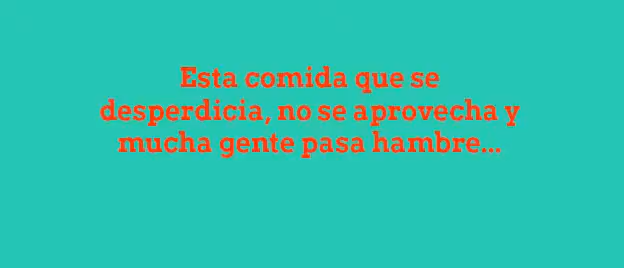 Esta comida que se
desperdicia, no se aprovecha y
mucha gente pasa hambre...